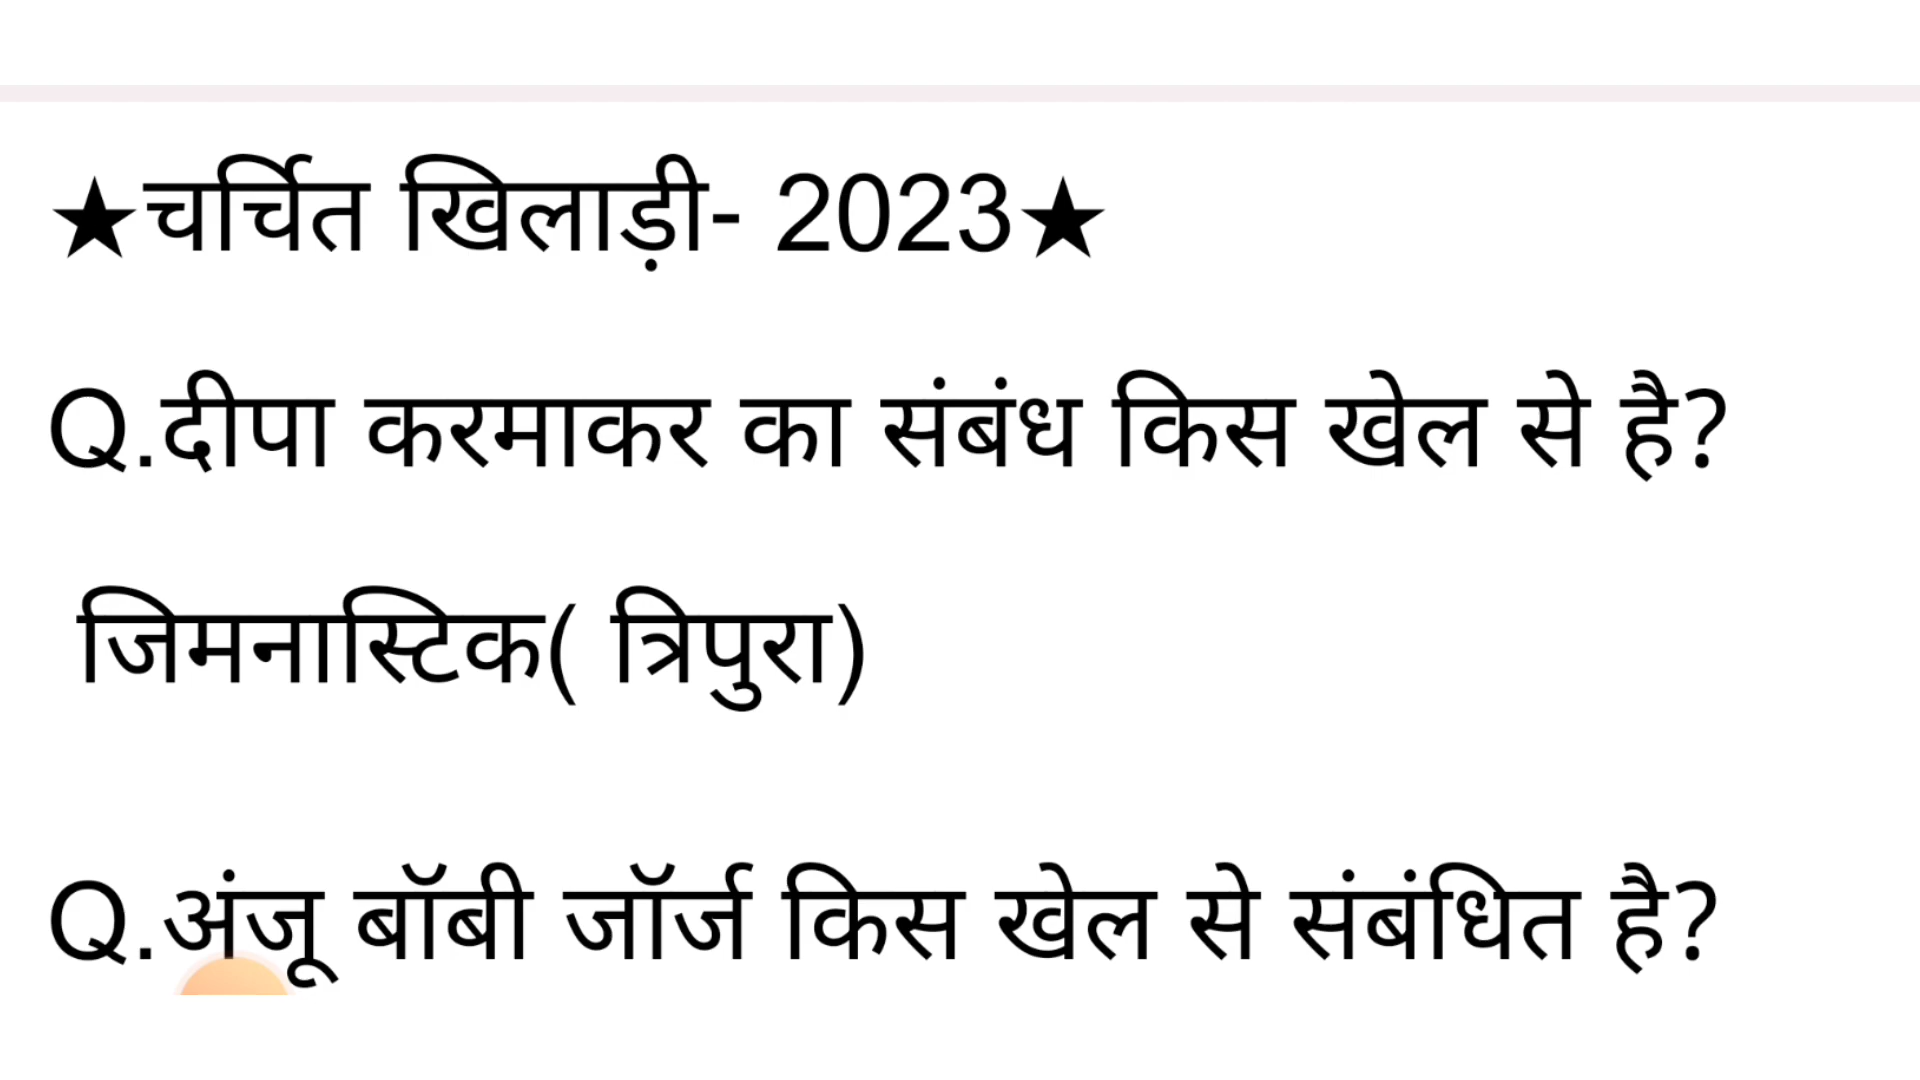 ★चर्चित खिलाड़ी- 2023★
Q.दीपा करमाकर का संबंध किस खेल से है?
जिमनास्टिक( त्रिपुरा)
Q.अंजू बॉबी जॉर्ज किस खेल से संबंधित है?